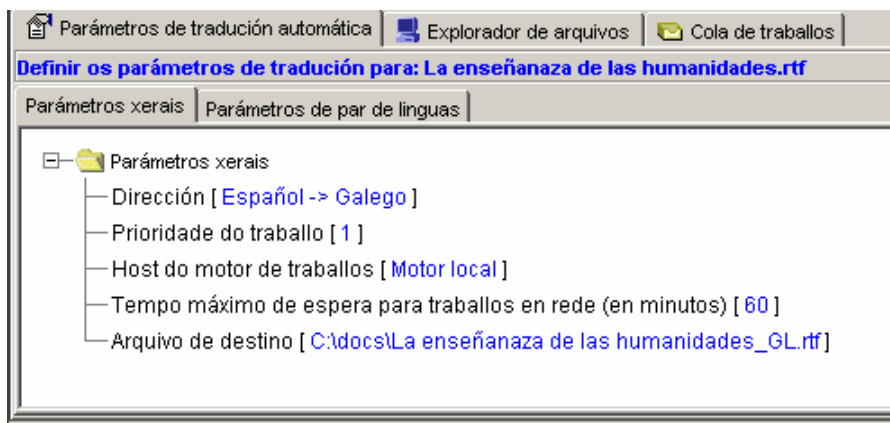 Parámetros de tradución automática Explorador de arquivos Cola de traballos
Definir os parámetros de tradución para: La enseñanaza de las humanidades.rtf
Parámetros xerais Parámetros de par de linguas
Parámetros xerais
Dirección [ Español -> Galego ]
Prioridade do traballo [ 1 ]
Host do motor de traballos [ Motor local ]
Tempo máximo de espera para traballos en rede (en minutos) [ 60 ]
Arquivo de destino [ C:\docs\La enseñanaza de las humanidades_GL.rtf ]